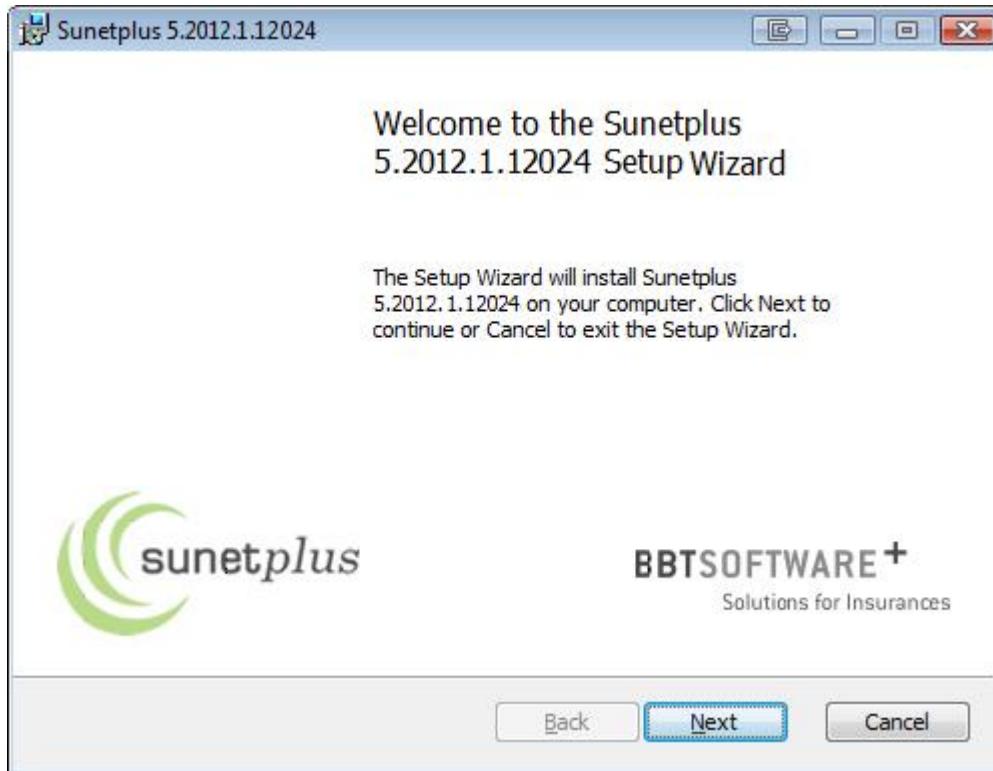 Sunetplus 5.2012.1.12024
Welcome to the Sunetplus
5.2012.1.12024 Setup Wizard
The Setup Wizard will install Sunetplus
5.2012.1.12024 on your computer. Click Next to
continue or Cancel to exit the Setup Wizard.
sunetplus
BBTSOFTWARE+
Solutions for Insurances
Back
Next
Cancel